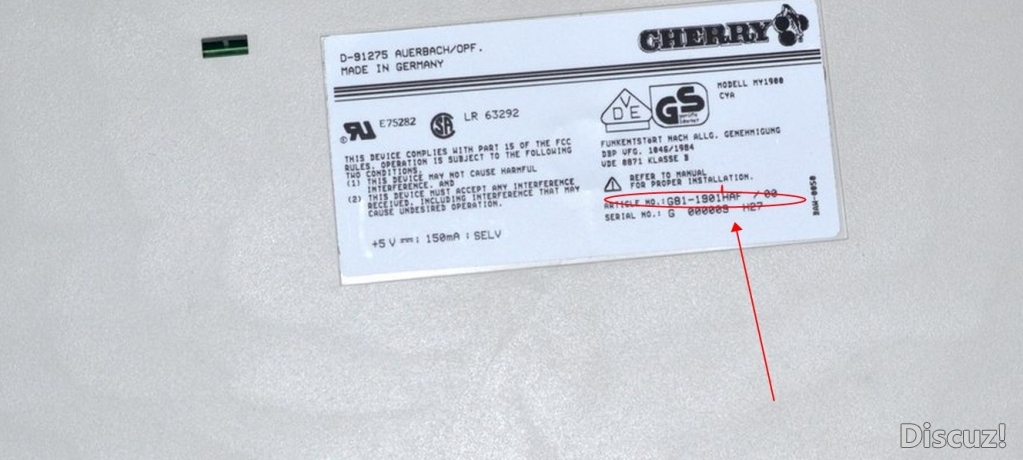 D-91275 AUERBACH/OPF.
MADE IN GERMANY
CHERRY
E75282
LR 63292
VDE
GS
geprüfte
Sicherheit
MODELL MY1900
CYA
THIS DEVICE COMPLIES WITH PART 15 OF THE FCC
RULES. OPERATION IS SUBJECT TO THE FOLLOWING
TWO CONDITIONS:
(1) THIS DEVICE MAY NOT CAUSE HARMFUL
INTERFERENCE, AND
(2) THIS DEVICE MUST ACCEPT ANY INTERFERENCE
RECEIVED, INCLUDING INTERFERENCE THAT MAY
CAUSE UNDESIRED OPERATION.
+5 V ⎓: 150mA : SELV
FUNKENTSTöRT NACH ALLG. GENEHMIGUNG
DBP VFG. 1046/1984
VDE 0871 KLASSE B
REFER TO MANUAL
FOR PROPER INSTALLATION.
ARTICLE NO.:G81-1901HAF / 00
SERIAL NO.: G 000009 H27
Discuz!